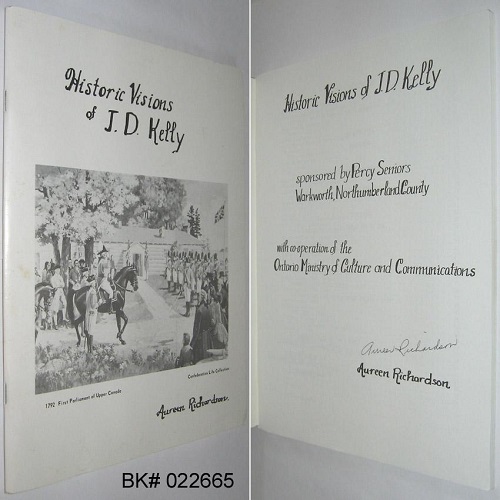 Historic Visions
of J. D. Kelly
1792 First Parliament of Upper Canada
Confederation Life Collection
Aureen Richardson
BK# 022665
Historic Visions of J.D. Kelly
sponsored by Percy Seniors
Warkworth, Northumberland County
with co-operation of the
Ontario Ministry of Culture and Communications
Aureen Richardson
Aureen Richardson